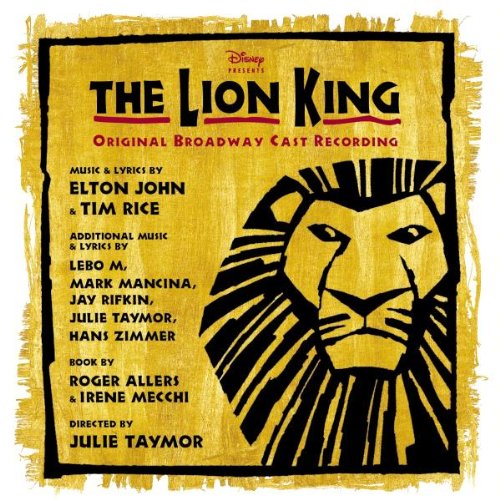 Disney
PRESENTS
THE LION KING
ORIGINAL BROADWAY CAST RECORDING
MUSIC & LYRICS BY
ELTON JOHN
& TIM RICE
ADDITIONAL MUSIC
& LYRICS BY
LEBO M,
MARK MANCINA,
JAY RIFKIN,
JULIE TAYMOR,
HANS ZIMMER
BOOK BY
ROGER ALLERS
& IRENE MECCHI
DIRECTED BY
JULIE TAYMOR